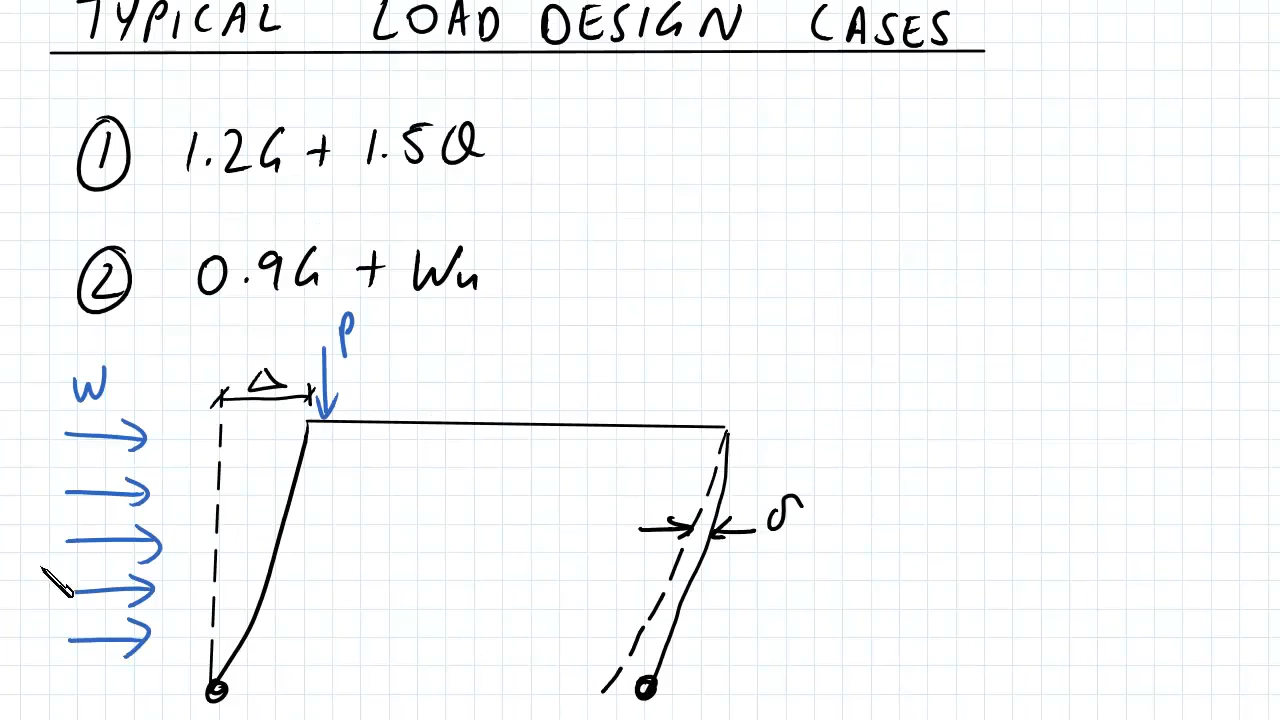 TYPICAL LOAD DESIGN CASES
① 1.2G + 1.5Q
② 0.9G + Wu
P
W
Δ
δ